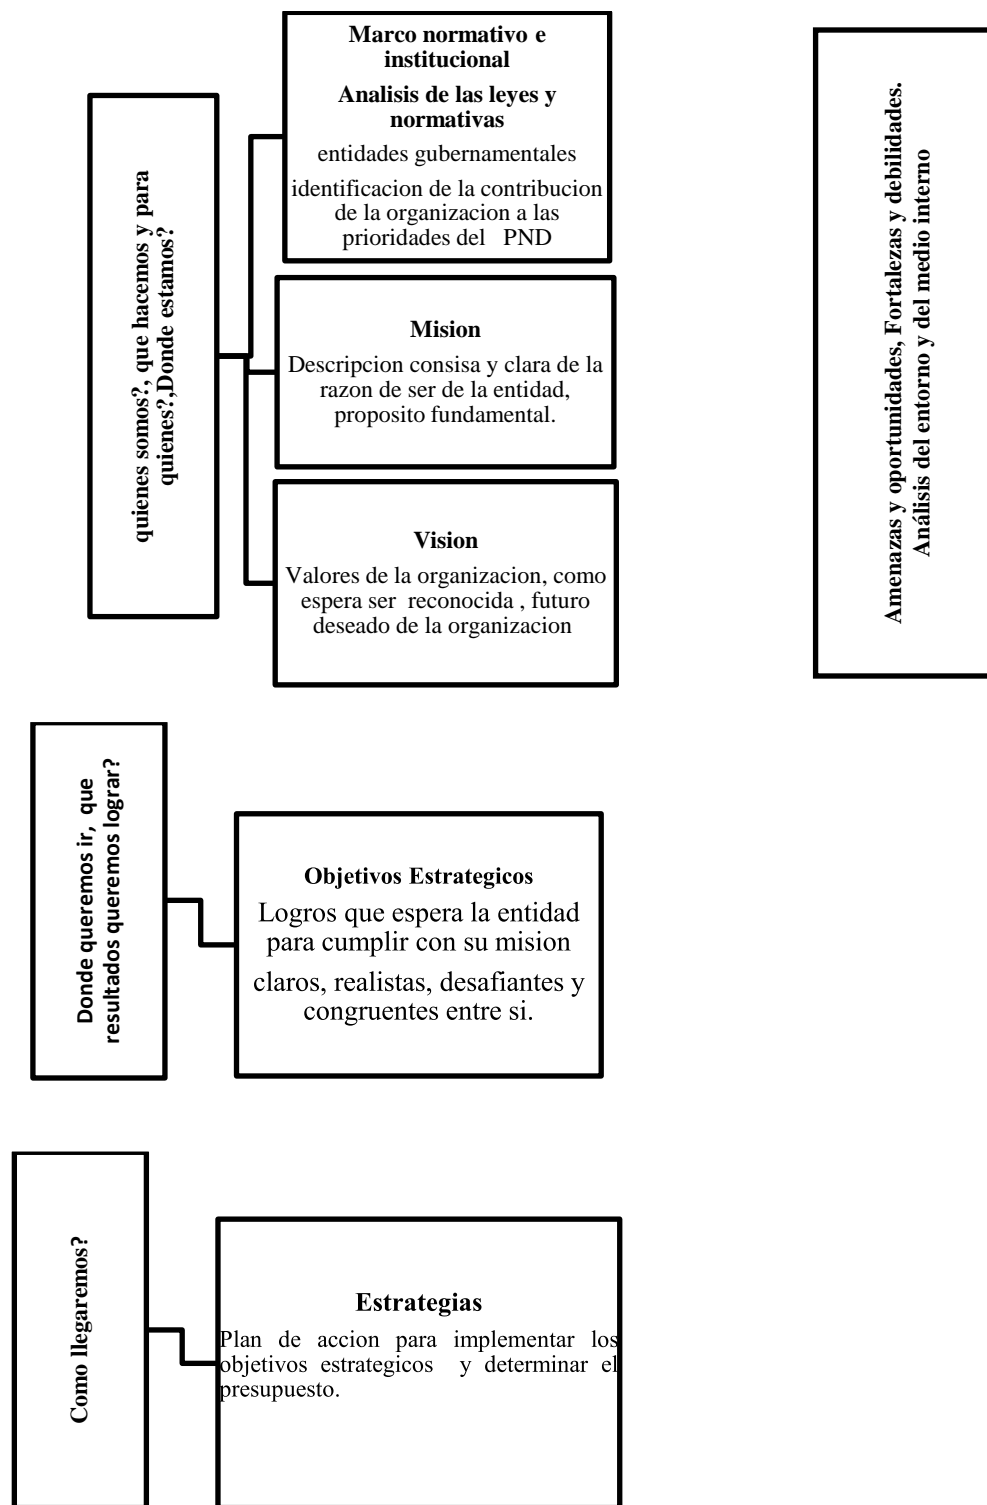 quienes somos?, que hacemos y para
quienes?,Donde estamos?
Marco normativo e
institucional
Analisis de las leyes y
normativas
entidades gubernamentales
identificacion de la contribucion
de la organizacion a las
prioridades del PND
Mision
Descripcion consisa y clara de la
razon de ser de la entidad,
proposito fundamental.
Vision
Valores de la organizacion, como
espera ser reconocida , futuro
deseado de la organizacion
Amenazas y oportunidades, Fortalezas y debilidades.
Análisis del entorno y del medio interno
Donde queremos ir, que
resultados queremos lograr?
Objetivos Estrategicos
Logros que espera la entidad
para cumplir con su mision
claros, realistas, desafiantes y
congruentes entre si.
Como llegaremos?
Estrategias
Plan de accion para implementar los
objetivos estrategicos y determinar el
presupuesto.